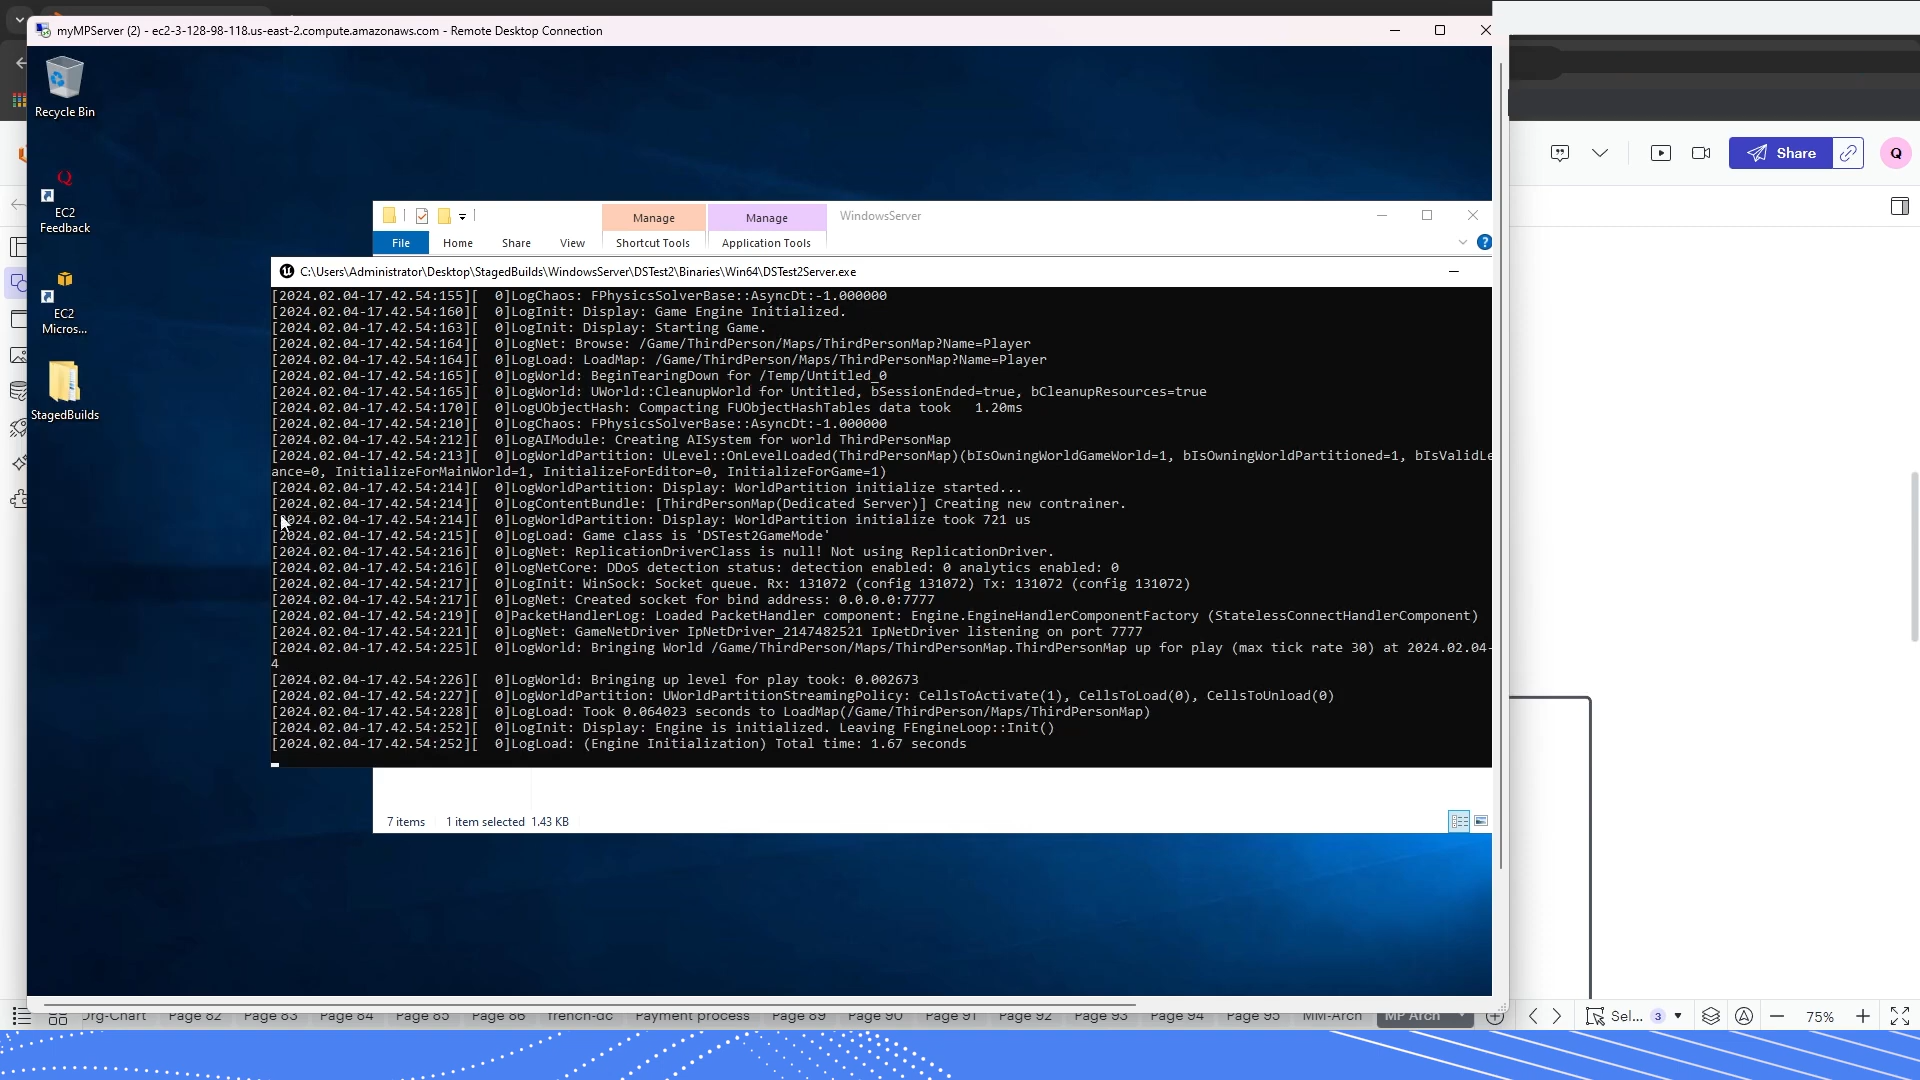 myMPServer (2) - ec2-3-128-98-118.us-east-2.compute.amazonaws.com - Remote Desktop Connection
Recycle Bin
Share
Q
EC2
Feedback
Manage
Manage
WindowsServer
File
Home
Share
View
Shortcut Tools
Application Tools
C:\Users\Administrator\Desktop\StagedBuilds\WindowsServer\DSTest2\Binaries\Win64\DSTest2Server.exe
EC2
Micros...
StagedBuilds
[2024.02.04-17.42.54:155][  0]LogChaos: FPhysicsSolverBase::AsyncDt:-1.000000
[2024.02.04-17.42.54:160][  0]LogInit: Display: Game Engine Initialized.
[2024.02.04-17.42.54:163][  0]LogInit: Display: Starting Game.
[2024.02.04-17.42.54:164][  0]LogNet: Browse: /Game/ThirdPerson/Maps/ThirdPersonMap?Name=Player
[2024.02.04-17.42.54:164][  0]LogLoad: LoadMap: /Game/ThirdPerson/Maps/ThirdPersonMap?Name=Player
[2024.02.04-17.42.54:165][  0]LogWorld: BeginTearingDown for /Temp/Untitled_0
[2024.02.04-17.42.54:165][  0]LogWorld: UWorld::CleanupWorld for Untitled, bSessionEnded=true, bCleanupResources=true
[2024.02.04-17.42.54:170][  0]LogUObjectHash: Compacting FUObjectHashTables data took   1.20ms
[2024.02.04-17.42.54:210][  0]LogChaos: FPhysicsSolverBase::AsyncDt:-1.000000
[2024.02.04-17.42.54:212][  0]LogAIModule: Creating AISystem for world ThirdPersonMap
[2024.02.04-17.42.54:213][  0]LogWorldPartition: ULevel::OnLevelLoaded(ThirdPersonMap)(bIsOwningWorldGameWorld=1, bIsOwningWorldPartitioned=1, bIsValidLe
ance=0, InitializeForMainWorld=1, InitializeForEditor=0, InitializeForGame=1)
[2024.02.04-17.42.54:214][  0]LogWorldPartition: Display: WorldPartition initialize started...
[2024.02.04-17.42.54:214][  0]LogContentBundle: [ThirdPersonMap(Dedicated Server)] Creating new contrainer.
[2024.02.04-17.42.54:214][  0]LogWorldPartition: Display: WorldPartition initialize took 721 us
[2024.02.04-17.42.54:215][  0]LogLoad: Game class is 'DSTest2GameMode'
[2024.02.04-17.42.54:216][  0]LogNet: ReplicationDriverClass is null! Not using ReplicationDriver.
[2024.02.04-17.42.54:216][  0]LogNetCore: DDoS detection status: detection enabled: 0 analytics enabled: 0
[2024.02.04-17.42.54:217][  0]LogInit: WinSock: Socket queue. Rx: 131072 (config 131072) Tx: 131072 (config 131072)
[2024.02.04-17.42.54:217][  0]LogNet: Created socket for bind address: 0.0.0.0:7777
[2024.02.04-17.42.54:219][  0]PacketHandlerLog: Loaded PacketHandler component: Engine.EngineHandlerComponentFactory (StatelessConnectHandlerComponent)
[2024.02.04-17.42.54:221][  0]LogNet: GameNetDriver IpNetDriver_2147482521 IpNetDriver listening on port 7777
[2024.02.04-17.42.54:225][  0]LogWorld: Bringing World /Game/ThirdPerson/Maps/ThirdPersonMap.ThirdPersonMap up for play (max tick rate 30) at 2024.02.04-
4
[2024.02.04-17.42.54:226][  0]LogWorld: Bringing up level for play took: 0.002673
[2024.02.04-17.42.54:227][  0]LogWorldPartition: UWorldPartitionStreamingPolicy: CellsToActivate(1), CellsToLoad(0), CellsToUnload(0)
[2024.02.04-17.42.54:228][  0]LogLoad: Took 0.064023 seconds to LoadMap(/Game/ThirdPerson/Maps/ThirdPersonMap)
[2024.02.04-17.42.54:252][  0]LogInit: Display: Engine is initialized. Leaving FEngineLoop::Init()
[2024.02.04-17.42.54:252][  0]LogLoad: (Engine Initialization) Total time: 1.67 seconds
7 items
1 item selected 1.43 KB
Org-Chart
Page 82
Page 83
Page 84
Page 85
Page 86
french-dc
Payment process
Page 89
Page 90
Page 91
Page 92
Page 93
Page 94
Page 95
MM-Arch
MP Arch
Sel...
3
75%